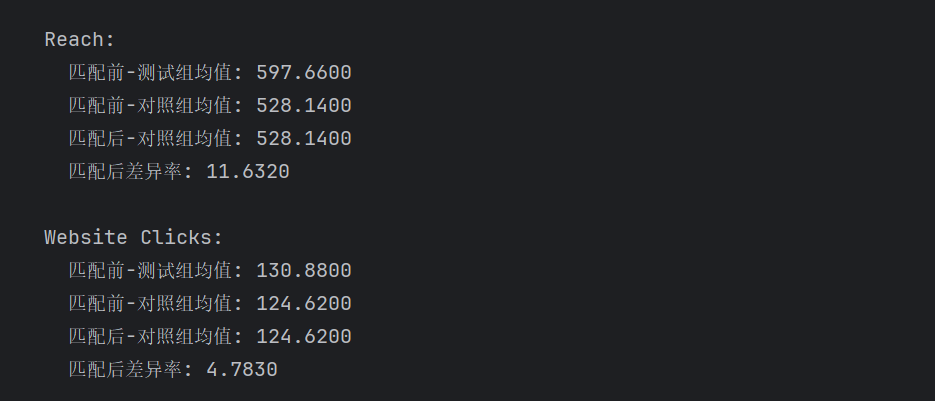 Reach:
匹配前-测试组均值: 597.6600
匹配前-对照组均值: 528.1400
匹配后-对照组均值: 528.1400
匹配后差异率: 11.6320
Website Clicks:
匹配前-测试组均值: 130.8800
匹配前-对照组均值: 124.6200
匹配后-对照组均值: 124.6200
匹配后差异率: 4.7830